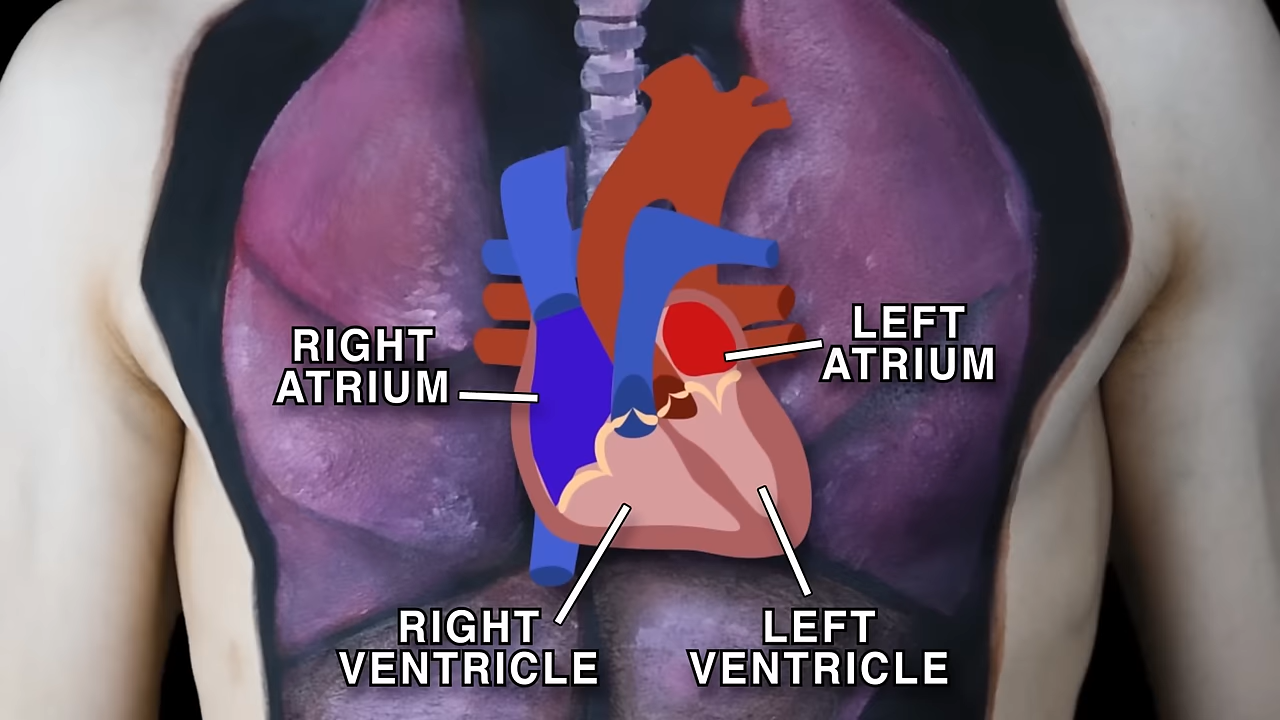 LEFT
ATRIUM
RIGHT
ATRIUM
RIGHT
VENTRICLE
LEFT
VENTRICLE